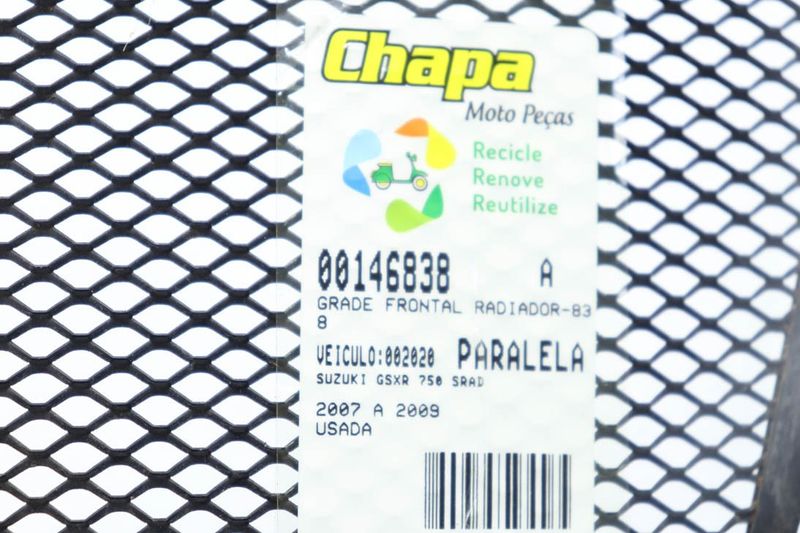 Chapa
Moto Peças
Recicle
Renove
Reutilize
00146838 A
GRADE FRONTAL RADIADOR-83
8
VEICULO:002020 PARALELA
SUZUKI GSXR 750 SRAD
2007 A 2009
USADA